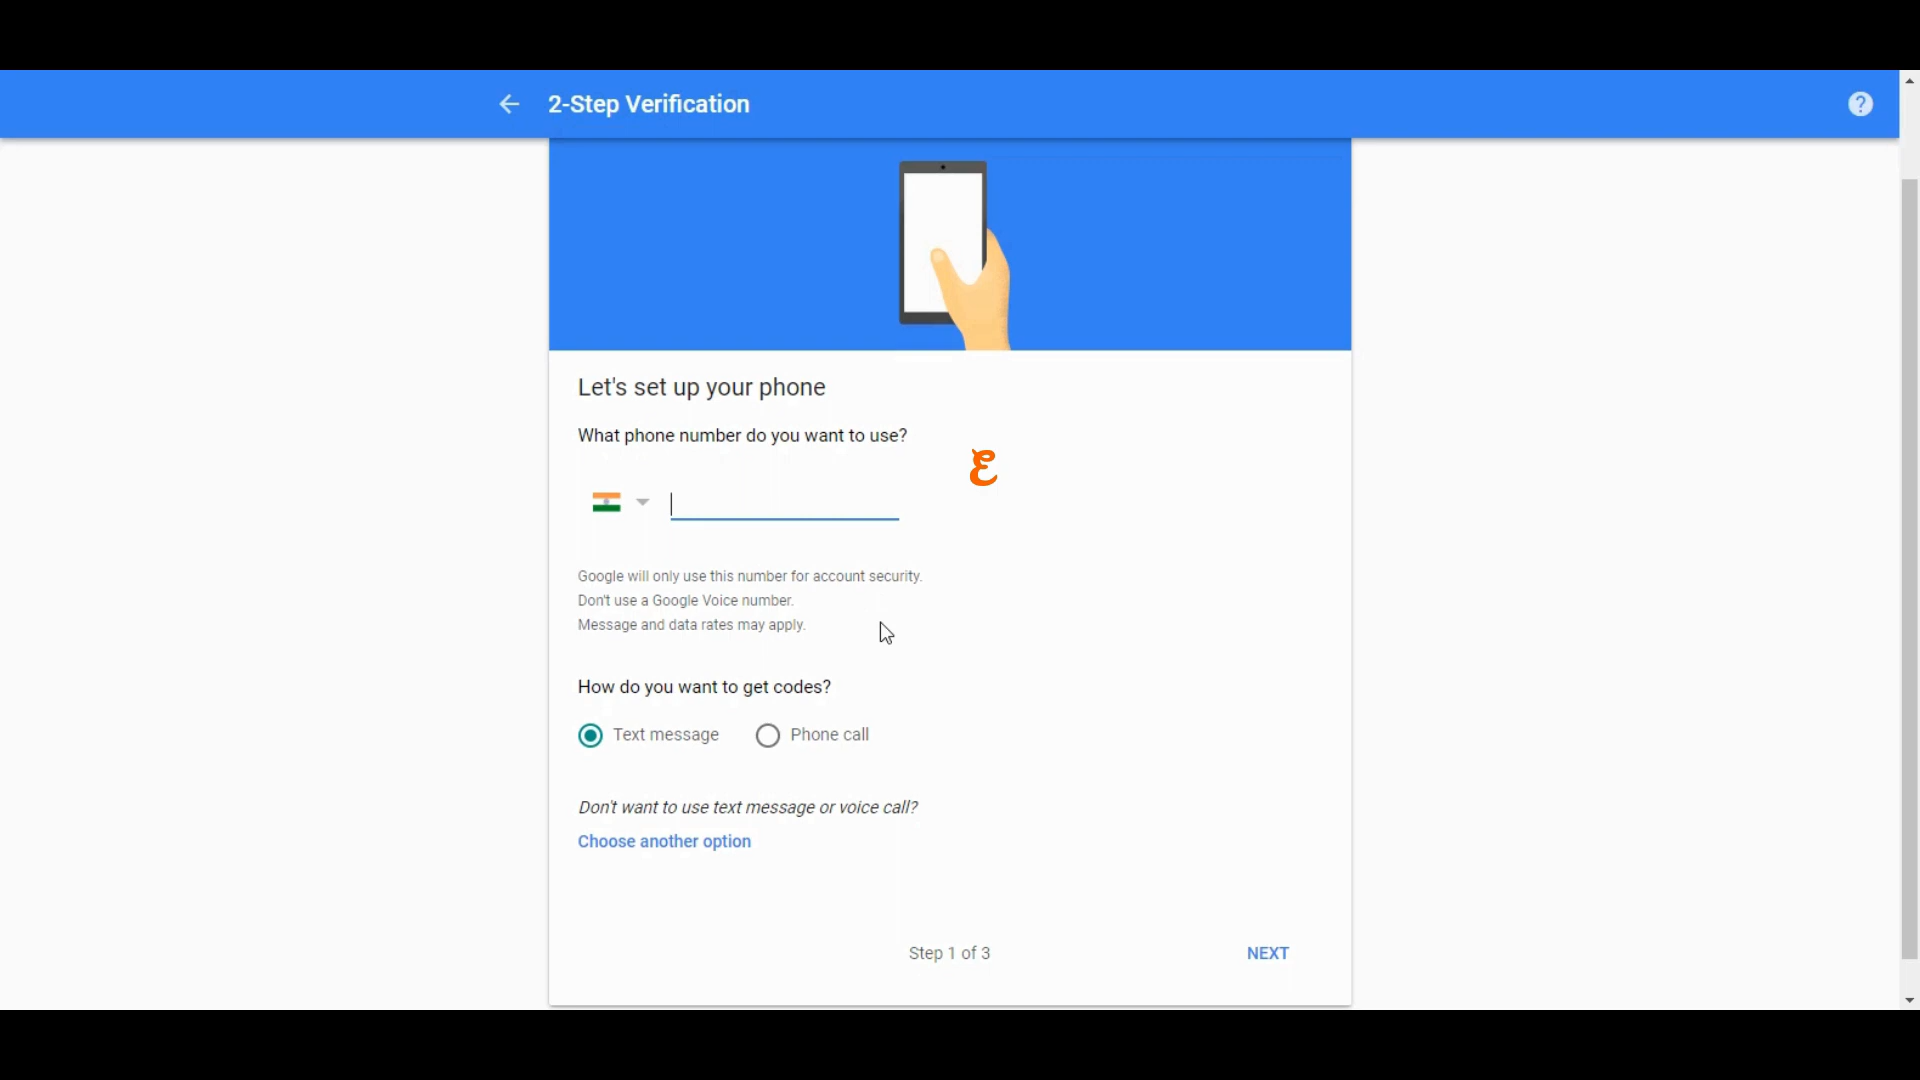 2-Step Verification
?
Let's set up your phone
What phone number do you want to use?
Google will only use this number for account security.
Don't use a Google Voice number.
Message and data rates may apply.
How do you want to get codes?
Text message Phone call
Don't want to use text message or voice call?
Choose another option
Step 1 of 3 NEXT